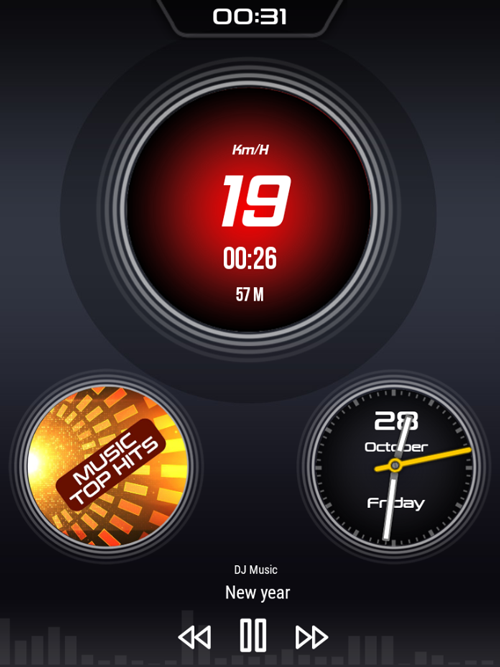 00:31
Km/H
19
00:26
57 M
MUSIC
TOP HITS
28
October
Friday
DJ Music
New year